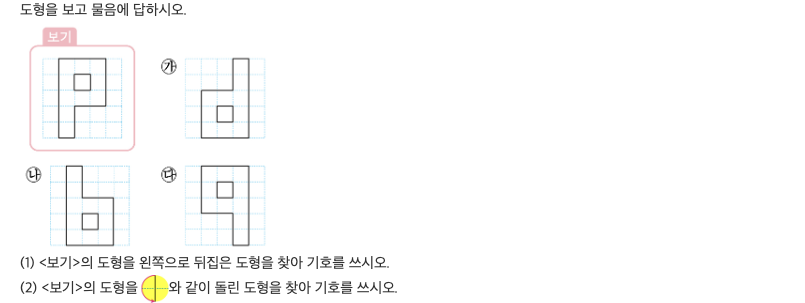 도형을 보고 물음에 답하시오.
보기
㉮
㉯
㉰
(1) <보기>의 도형을 왼쪽으로 뒤집은 도형을 찾아 기호를 쓰시오.
(2) <보기>의 도형을 와 같이 돌린 도형을 찾아 기호를 쓰시오.